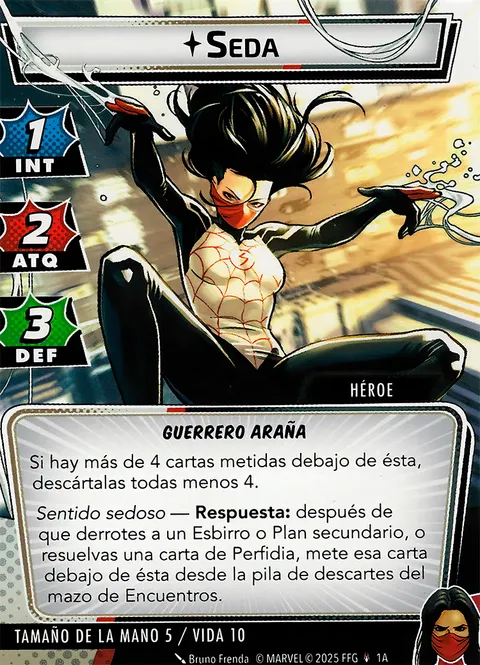 SEDA
1
INT
2
ATQ
3
DEF
HÉROE
GUERRERO ARAÑA
Si hay más de 4 cartas metidas debajo de ésta,
descártalas todas menos 4.
Sentido sedoso — Respuesta: después de
que derrotes a un Esbirro o Plan secundario, o
resuelvas una carta de Perfidia, mete esa carta
debajo de ésta desde la pila de descartes del
mazo de Encuentros.
TAMAÑO DE LA MANO 5 / VIDA 10
Bruno Frenda © MARVEL © 2025 FFG 1A